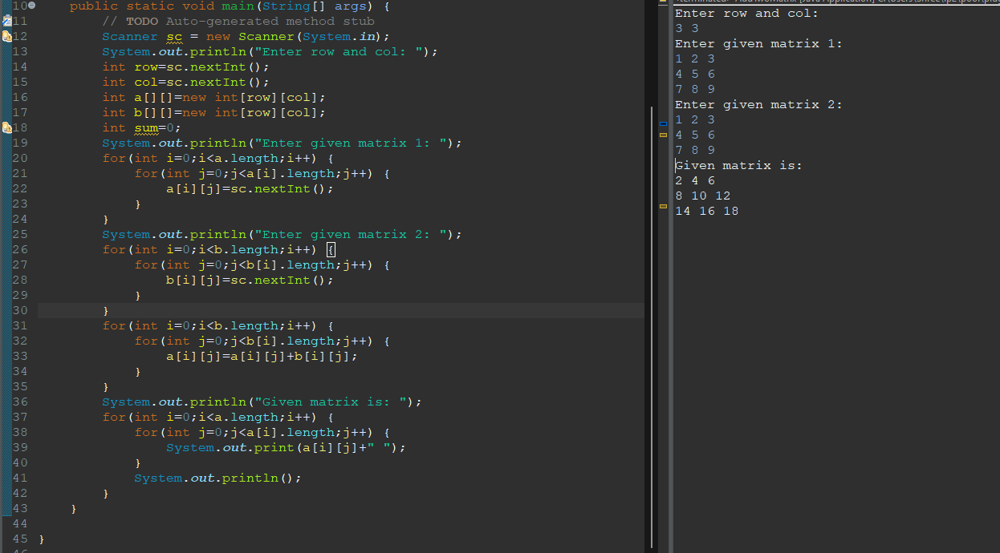 10 public static void main(String[] args) {
11 // TODO Auto-generated method stub
12 Scanner sc = new Scanner(System.in);
13 System.out.println("Enter row and col: ");
14 int row=sc.nextInt();
15 int col=sc.nextInt();
16 int a[][]=new int[row][col];
17 int b[][]=new int[row][col];
18 int sum=0;
19 System.out.println("Enter given matrix 1: ");
20 for(int i=0;i<a.length;i++) {
21 for(int j=0;j<a[i].length;j++) {
22 a[i][j]=sc.nextInt();
23 }
24 }
25 System.out.println("Enter given matrix 2: ");
26 for(int i=0;i<b.length;i++) {
27 for(int j=0;j<b[i].length;j++) {
28 b[i][j]=sc.nextInt();
29 }
30 }
31 for(int i=0;i<b.length;i++) {
32 for(int j=0;j<b[i].length;j++) {
33 a[i][j]=a[i][j]+b[i][j];
34 }
35 }
36 System.out.println("Given matrix is: ");
37 for(int i=0;i<a.length;i++) {
38 for(int j=0;j<a[i].length;j++) {
39 System.out.print(a[i][j]+" ");
40 }
41 System.out.println();
42 }
43 }
44
45 }
Enter row and col:
3 3
Enter given matrix 1:
1 2 3
4 5 6
7 8 9
Enter given matrix 2:
1 2 3
4 5 6
7 8 9
Given matrix is:
2 4 6
8 10 12
14 16 18